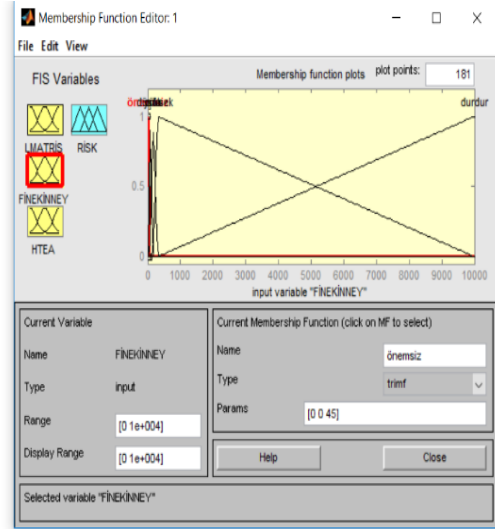 Membership Function Editor: 1
File Edit View
FIS Variables
Membership function plots
plot points:
181
durdur
LMATRİS
RİSK
FİNEKİNNEY
HTEA
1
0.5
0
0 1000 2000 3000 4000 5000 6000 7000 8000 9000 10000
input variable "FİNEKİNNEY"
Current Variable
Name FİNEKİNNEY
Type input
Range [0 1e+004]
Display Range [0 1e+004]
Current Membership Function (click on MF to select)
Name önemsiz
Type trimf
Params [0 0 45]
Help Close
Selected variable "FİNEKİNNEY"